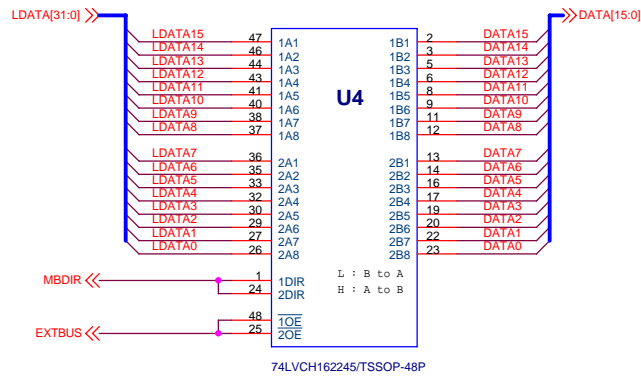 LDATA[31:0] DATA[15:0]
LDATA15 47 1A1 1B1 2 DATA15
LDATA14 46 1A2 1B2 3 DATA14
LDATA13 44 1A3 1B3 5 DATA13
LDATA12 43 1A4 1B4 6 DATA12
LDATA11 41 1A5 1B5 8 DATA11
LDATA10 40 1A6 1B6 9 DATA10
LDATA9 38 1A7 1B7 11 DATA9
LDATA8 37 1A8 1B8 12 DATA8
U4
LDATA7 36 2A1 2B1 13 DATA7
LDATA6 35 2A2 2B2 14 DATA6
LDATA5 33 2A3 2B3 16 DATA5
LDATA4 32 2A4 2B4 17 DATA4
LDATA3 30 2A5 2B5 19 DATA3
LDATA2 29 2A6 2B6 20 DATA2
LDATA1 27 2A7 2B7 22 DATA1
LDATA0 26 2A8 2B8 23 DATA0
MBDIR 1 1DIR L : B to A
24 2DIR H : A to B
48 1OE
EXTBUS 25 2OE
74LVCH162245/TSSOP-48P